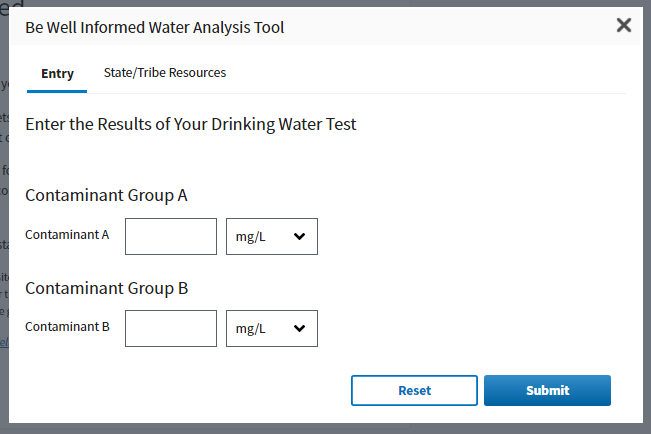 Be Well Informed Water Analysis Tool
Entry State/Tribe Resources
Enter the Results of Your Drinking Water Test
Contaminant Group A
Contaminant A mg/L
Contaminant Group B
Contaminant B mg/L
Reset Submit